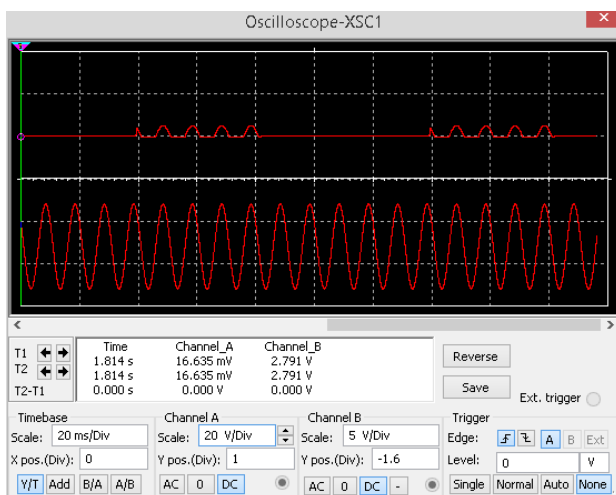 Oscilloscope-XSC1
T1
T2
T2-T1
Time Channel_A Channel_B
1.814 s 16.635 mV 2.791 V
1.814 s 16.635 mV 2.791 V
0.000 s 0.000 V 0.000 V
Reverse
Save
Ext. trigger
Timebase
Scale: 20 ms/Div
X pos.(Div): 0
Y/T Add B/A A/B
Channel A
Scale: 20 V/Div
Y pos.(Div): 1
AC 0 DC
Channel B
Scale: 5 V/Div
Y pos.(Div): -1.6
AC 0 DC -
Trigger
Edge: A B Ext
Level: 0 V
Single Normal Auto None